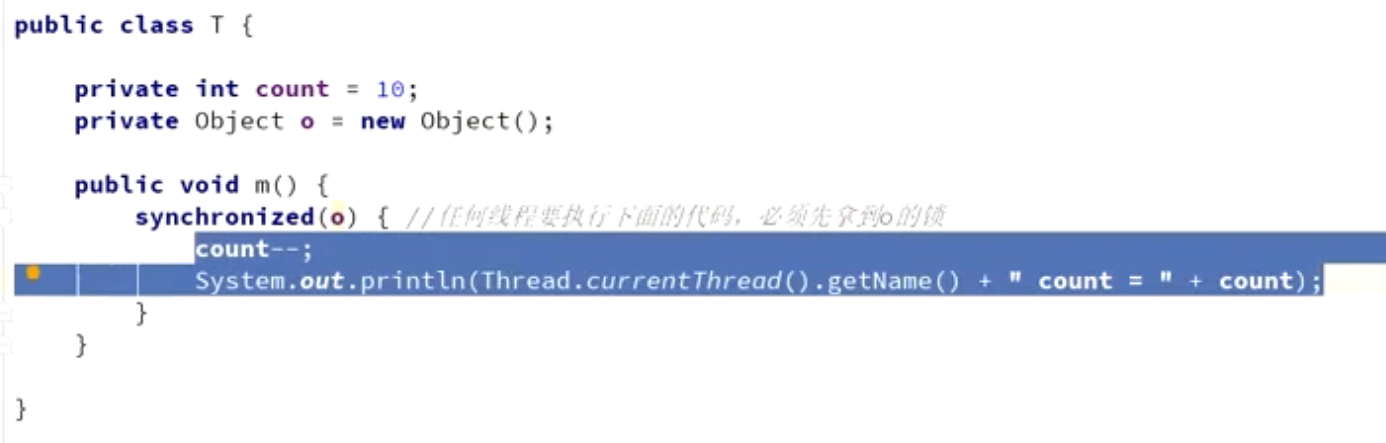 public class T {
private int count = 10;
private Object o = new Object();
public void m() {
synchronized(o) { //任何线程要执行下面的代码，必须先拿到o的锁
count--;
System.out.println(Thread.currentThread().getName() + " count = " + count);
}
}
}